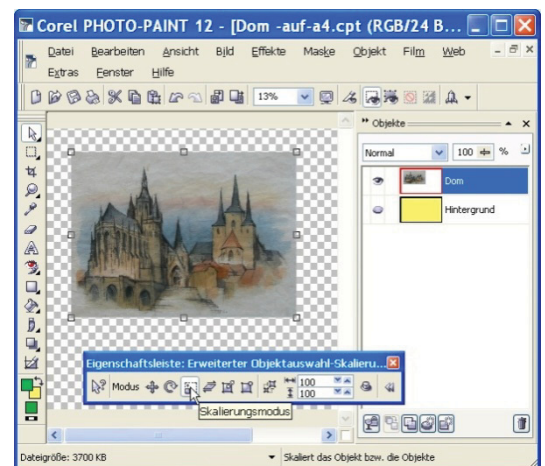 Corel PHOTO-PAINT 12 - [Dom -auf-a4.cpt (RGB/24 B...
Datei Bearbeiten Ansicht Bild Effekte Maske Objekt Film Web
Extras Fenster Hilfe
13%
Objekte
Normal 100 %
Dom
Hintergrund
Eigenschaftsleiste: Erweiterter Objektauswahl-Skalieru...
Modus 100
100
Skalierungsmodus
Dateigröße: 3700 KB Skaliert das Objekt bzw. die Objekte